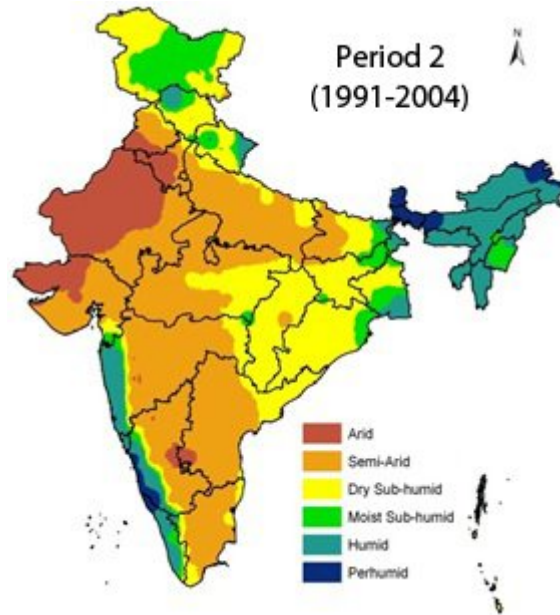 Period 2
(1991-2004)
N
Arid
Semi-Arid
Dry Sub-humid
Moist Sub-humid
Humid
Perhumid